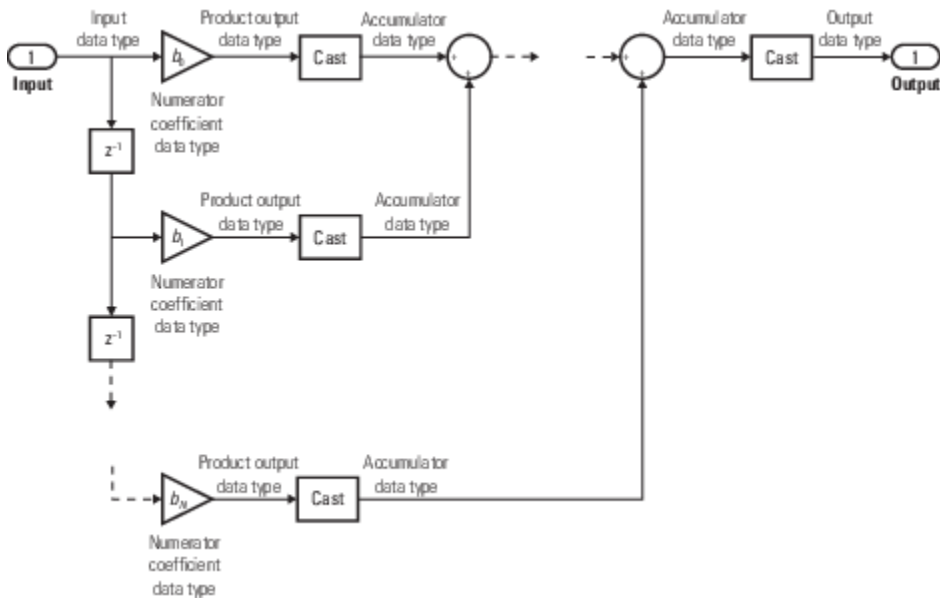 Input
data type
Product output
data type
Accumulator
data type
Accumulator
data type
Output
data type
1
Input
b₀
Cast
+
+
+
+
Cast
1
Output
Numerator
coefficient
data type
z⁻¹
Product output
data type
Accumulator
data type
b₁
Cast
Numerator
coefficient
data type
z⁻¹
Product output
data type
Accumulator
data type
b_N
Cast
Numerator
coefficient
data type